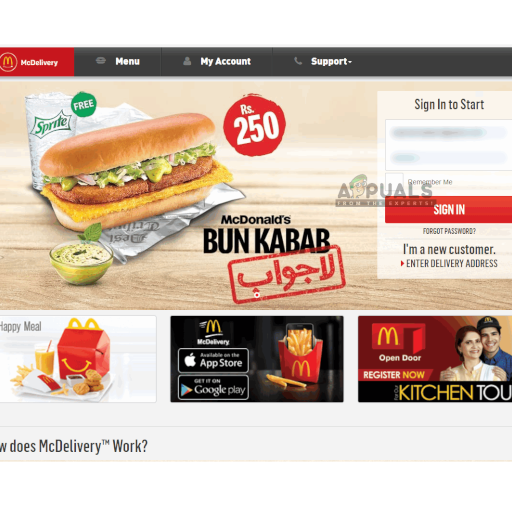 McDelivery
Menu
My Account
Support
FREE
Sprite
Rs.
250
McDonald's
BUN KABAB
لاجواب
Sign In to Start
Remember Me
APPUALS
FROM THE EXPERTS!
SIGN IN
FORGOT PASSWORD?
I'm a new customer.
ENTER DELIVERY ADDRESS
Happy Meal
McDelivery
Available on the
App Store
GET IT ON
Google play
Open Door
REGISTER NOW
KITCHEN TOU
w does McDelivery™ Work?